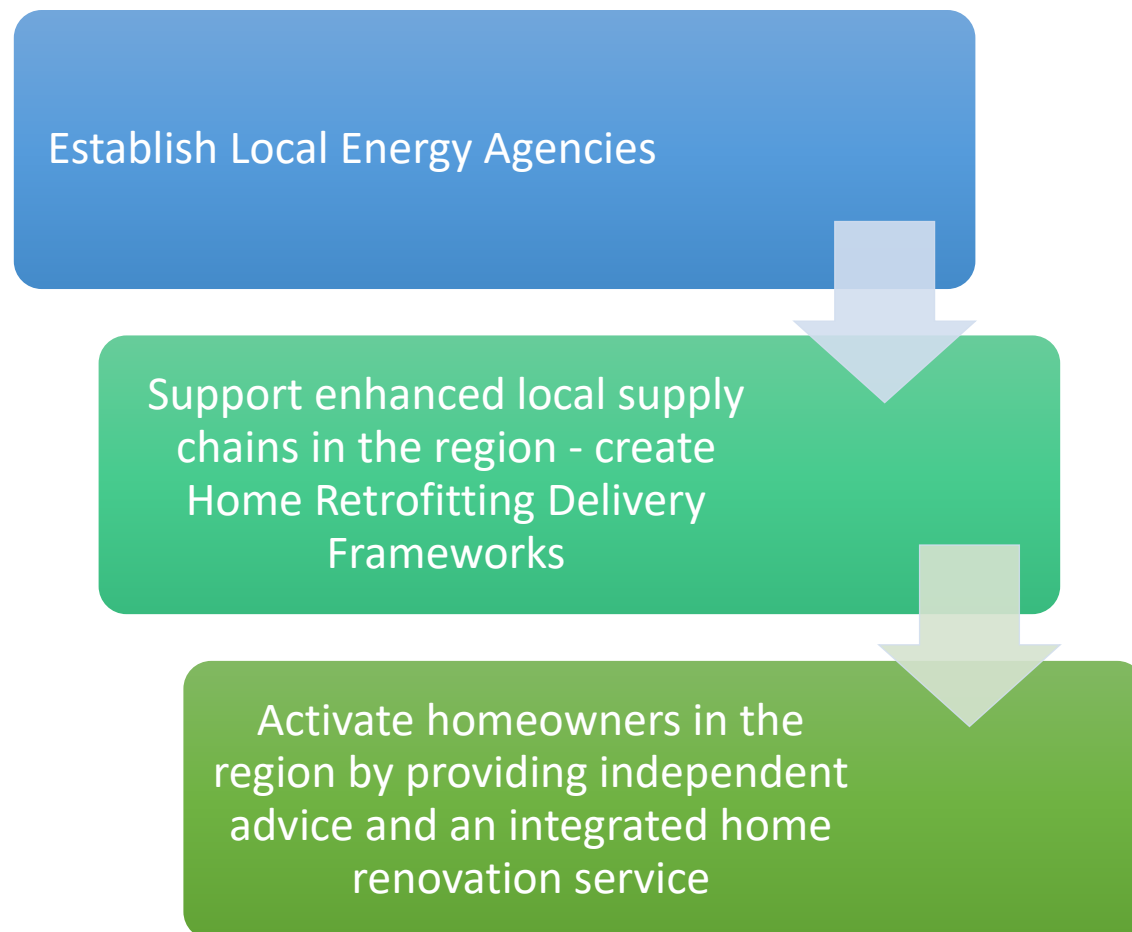 Establish Local Energy Agencies
Support enhanced local supply
chains in the region - create
Home Retrofitting Delivery
Frameworks
Activate homeowners in the
region by providing independent
advice and an integrated home
renovation service